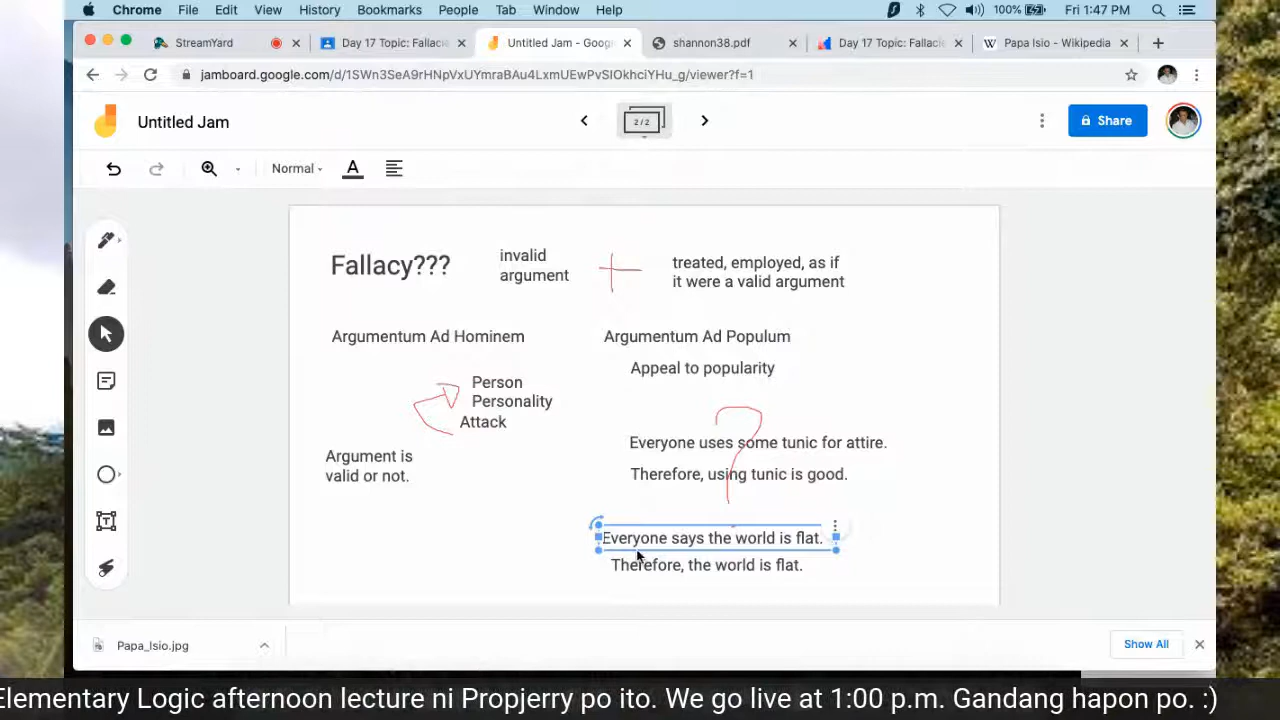 Chrome File Edit View History Bookmarks People Tab Window Help 100% Fri 1:47 PM
StreamYard Day 17 Topic: Fallacie Untitled Jam - Goog shannon38.pdf Day 17 Topic: Fallacie Papa Isio - Wikipedia
jamboard.google.com/d/1SWn3SeA9rHNpVxUYmraBAu4LxmUEwPvSIOkhciYHu_g/viewer?f=1
Untitled Jam
2 / 2
Share
Normal
Fallacy???
invalid
argument
treated, employed, as if
it were a valid argument
Argumentum Ad Hominem
Argumentum Ad Populum
Appeal to popularity
Person
Personality
Attack
Argument is
valid or not.
Everyone uses some tunic for attire.
Therefore, using tunic is good.
?
Everyone says the world is flat.
Therefore, the world is flat.
Papa_Isio.jpg
Show All
Elementary Logic afternoon lecture ni Propjerry po ito. We go live at 1:00 p.m. Gandang hapon po. :)